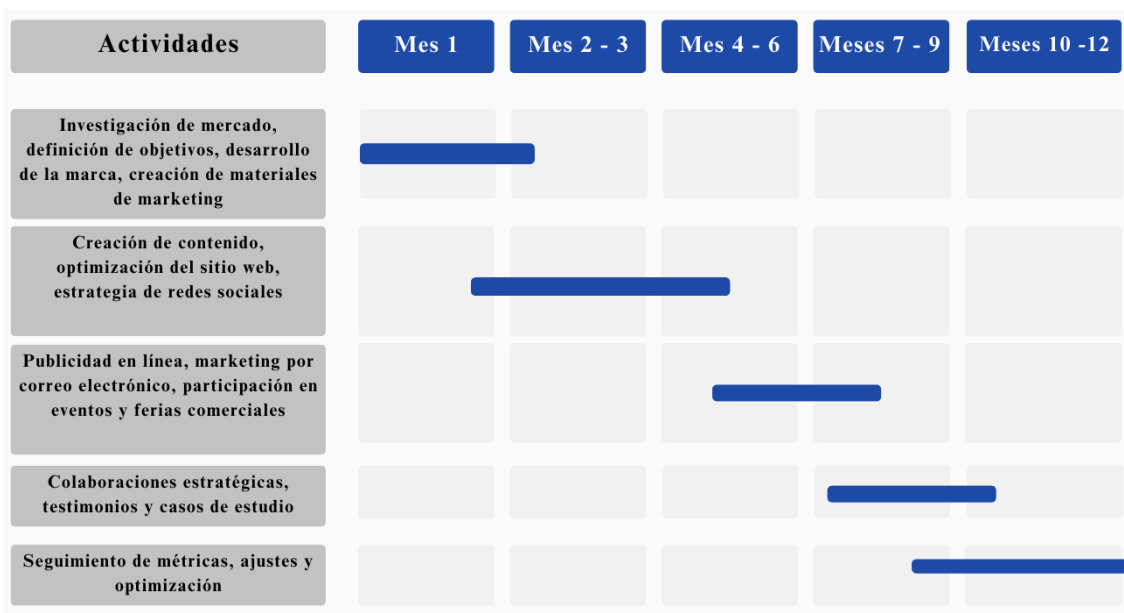 Actividades
Mes 1
Mes 2 - 3
Mes 4 - 6
Meses 7 - 9
Meses 10 -12
Investigación de mercado,
definición de objetivos, desarrollo
de la marca, creación de materiales
de marketing
Creación de contenido,
optimización del sitio web,
estrategia de redes sociales
Publicidad en línea, marketing por
correo electrónico, participación en
eventos y ferias comerciales
Colaboraciones estratégicas,
testimonios y casos de estudio
Seguimiento de métricas, ajustes y
optimización